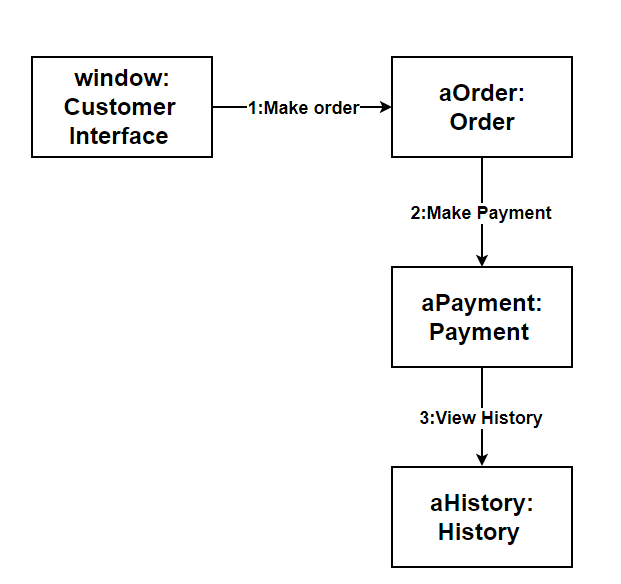 window:
Customer
Interface
1:Make order
aOrder:
Order
2:Make Payment
aPayment:
Payment
3:View History
aHistory:
History